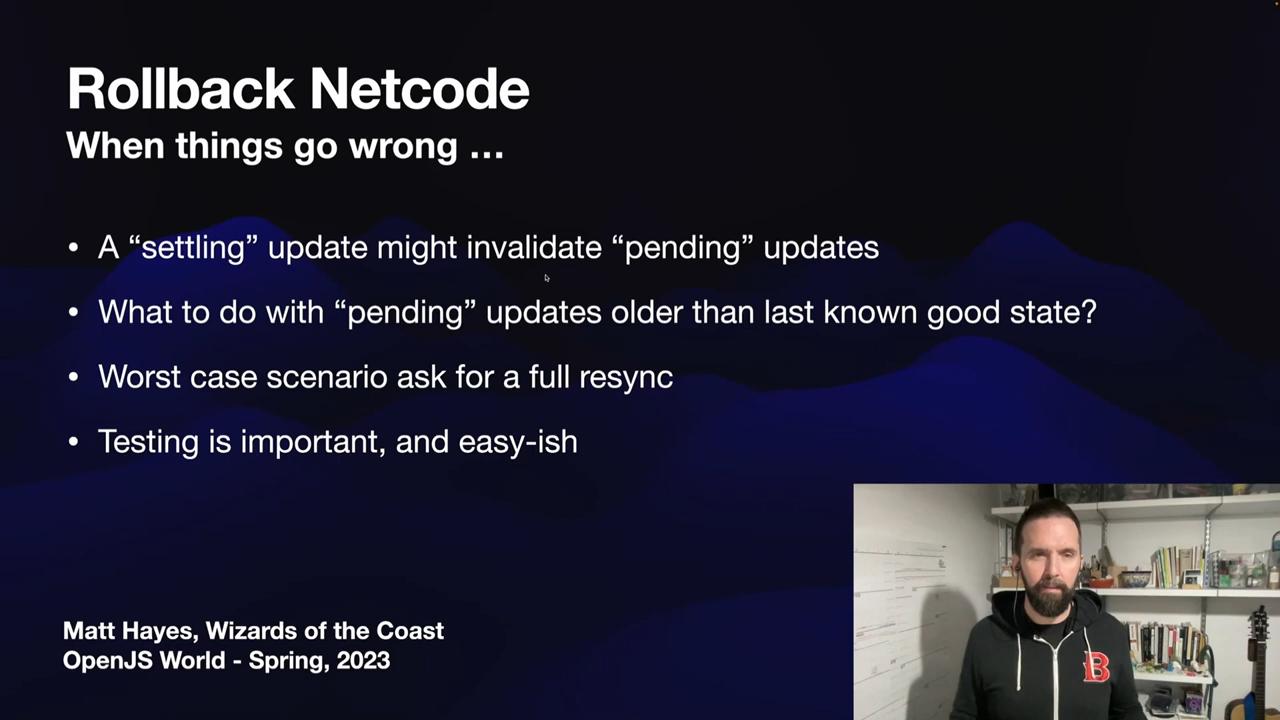 Rollback Netcode
When things go wrong …
• A “settling” update might invalidate “pending” updates
• What to do with “pending” updates older than last known good state?
• Worst case scenario ask for a full resync
• Testing is important, and easy-ish
Matt Hayes, Wizards of the Coast
OpenJS World - Spring, 2023
B